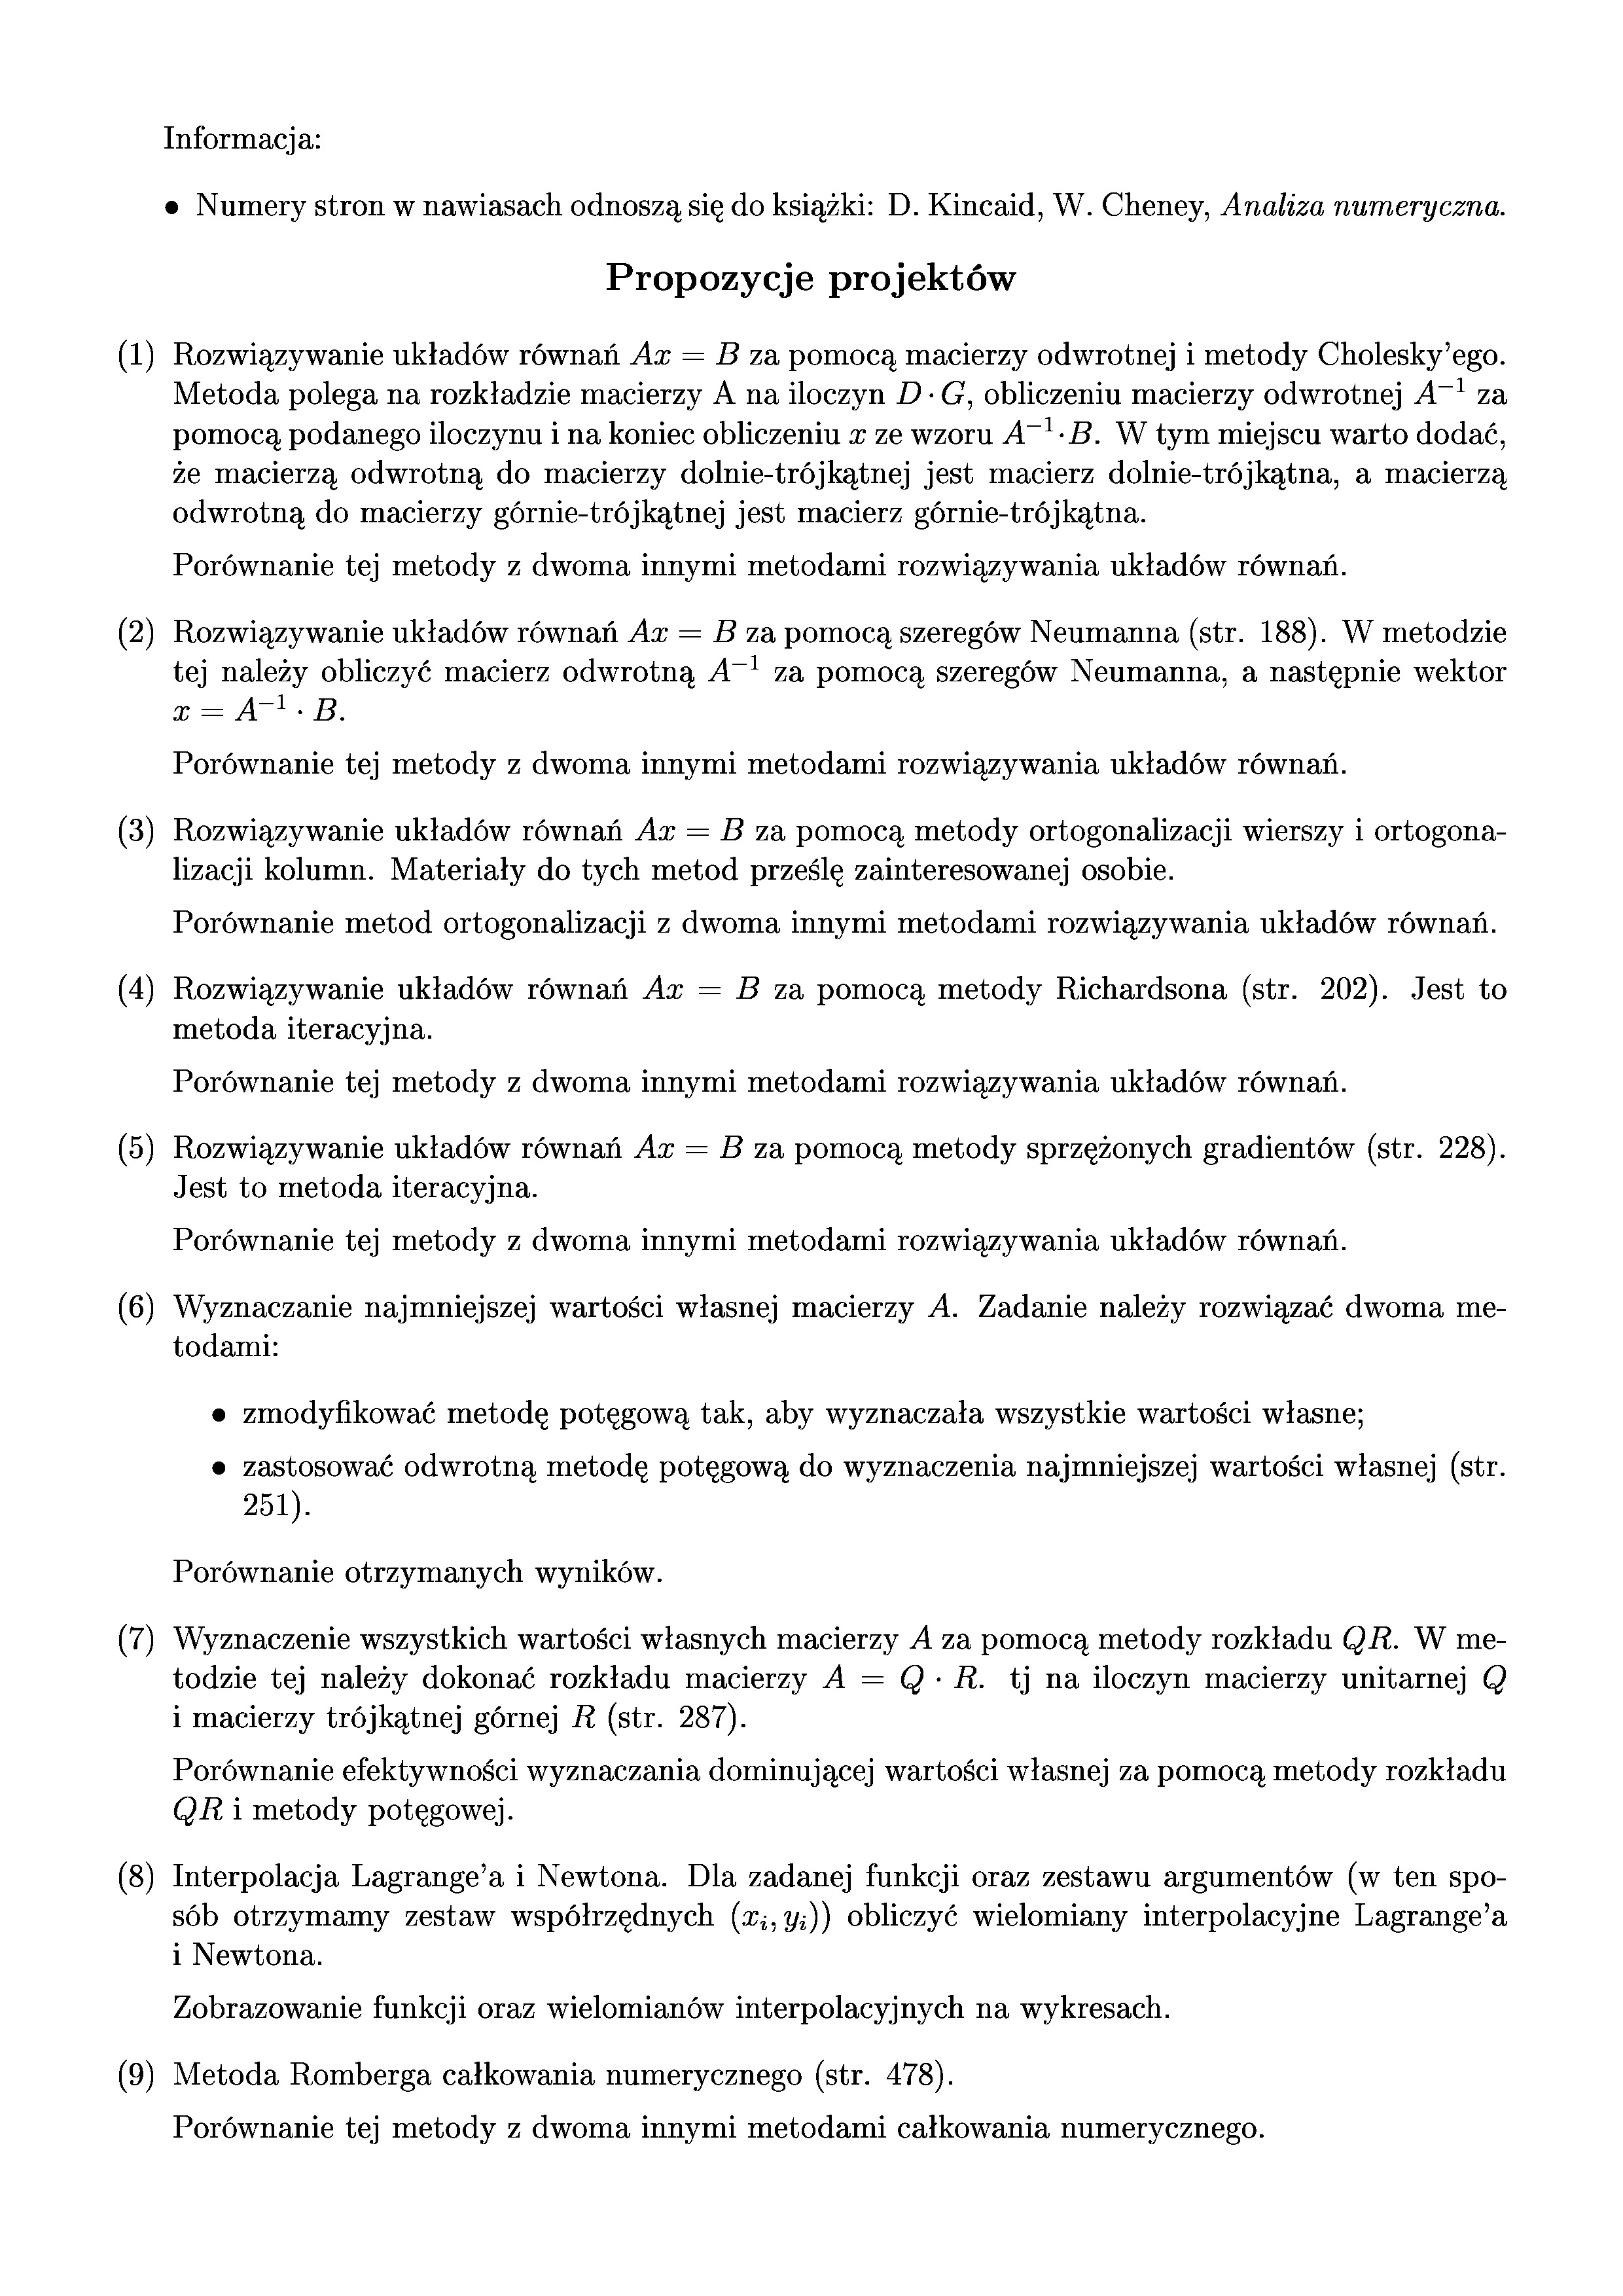 Informacja:
• Numery stron w nawiasach odnoszą się do książki: D. Kincaid, W. Cheney, Analiza numeryczna.
Propozycje projektów
(1) Rozwiązywanie układów równań Ax = B za pomocą macierzy odwrotnej i metody Cholesky'ego.
Metoda polega na rozkładzie macierzy A na iloczyn D · G, obliczeniu macierzy odwrotnej A⁻¹ za
pomocą podanego iloczynu i na koniec obliczeniu x ze wzoru A⁻¹ · B. W tym miejscu warto dodać,
że macierzą odwrotną do macierzy dolnie-trójkątnej jest macierz dolnie-trójkątna, a macierzą
odwrotną do macierzy górnie-trójkątnej jest macierz górnie-trójkątna.
Porównanie tej metody z dwoma innymi metodami rozwiązywania układów równań.
(2) Rozwiązywanie układów równań Ax = B za pomocą szeregów Neumanna (str. 188). W metodzie
tej należy obliczyć macierz odwrotną A⁻¹ za pomocą szeregów Neumanna, a następnie wektor
x = A⁻¹ · B.
Porównanie tej metody z dwoma innymi metodami rozwiązywania układów równań.
(3) Rozwiązywanie układów równań Ax = B za pomocą metody ortogonalizacji wierszy i ortogona-
lizacji kolumn. Materiały do tych metod prześlę zainteresowanej osobie.
Porównanie metod ortogonalizacji z dwoma innymi metodami rozwiązywania układów równań.
(4) Rozwiązywanie układów równań Ax = B za pomocą metody Richardsona (str. 202). Jest to
metoda iteracyjna.
Porównanie tej metody z dwoma innymi metodami rozwiązywania układów równań.
(5) Rozwiązywanie układów równań Ax = B za pomocą metody sprzężonych gradientów (str. 228).
Jest to metoda iteracyjna.
Porównanie tej metody z dwoma innymi metodami rozwiązywania układów równań.
(6) Wyznaczanie najmniejszej wartości własnej macierzy A. Zadanie należy rozwiązać dwoma me-
todami:
• zmodyfikować metodę potęgową tak, aby wyznaczała wszystkie wartości własne;
• zastosować odwrotną metodę potęgową do wyznaczenia najmniejszej wartości własnej (str.
251).
Porównanie otrzymanych wyników.
(7) Wyznaczenie wszystkich wartości własnych macierzy A za pomocą metody rozkładu QR. W me-
todzie tej należy dokonać rozkładu macierzy A = Q · R. tj na iloczyn macierzy unitarnej Q
i macierzy trójkątnej górnej R (str. 287).
Porównanie efektywności wyznaczania dominującej wartości własnej za pomocą metody rozkładu
QR i metody potęgowej.
(8) Interpolacja Lagrange'a i Newtona. Dla zadanej funkcji oraz zestawu argumentów (w ten spo-
sób otrzymamy zestaw współrzędnych (xᵢ, yᵢ)) obliczyć wielomiany interpolacyjne Lagrange'a
i Newtona.
Zobrazowanie funkcji oraz wielomianów interpolacyjnych na wykresach.
(9) Metoda Romberga całkowania numerycznego (str. 478).
Porównanie tej metody z dwoma innymi metodami całkowania numerycznego.